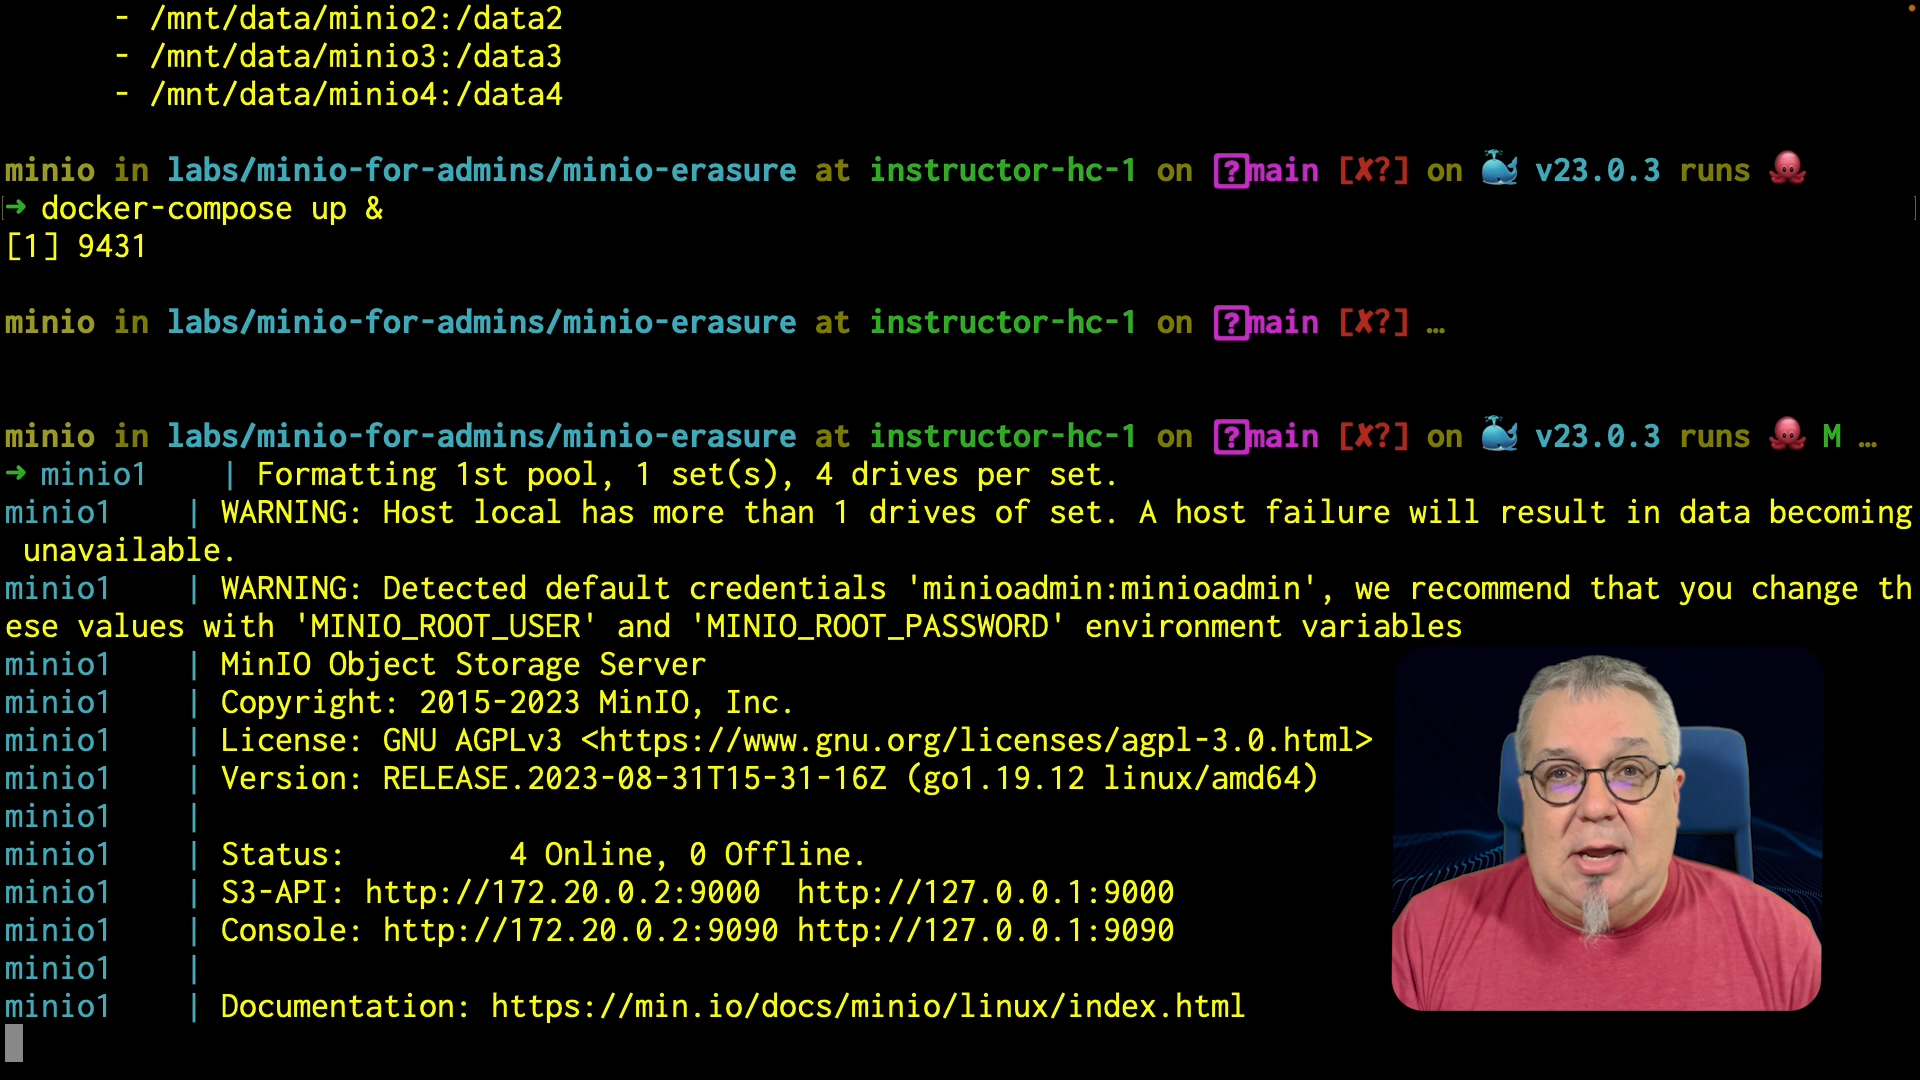 - /mnt/data/minio2:/data2
- /mnt/data/minio3:/data3
- /mnt/data/minio4:/data4
minio in labs/minio-for-admins/minio-erasure at instructor-hc-1 on [?]main [✘?] on 🐳 v23.0.3 runs 🐙
➜ docker-compose up &
[1] 9431
minio in labs/minio-for-admins/minio-erasure at instructor-hc-1 on [?]main [✘?] …
minio in labs/minio-for-admins/minio-erasure at instructor-hc-1 on [?]main [✘?] on 🐳 v23.0.3 runs 🐙 M …
➜ minio1    | Formatting 1st pool, 1 set(s), 4 drives per set.
minio1    | WARNING: Host local has more than 1 drives of set. A host failure will result in data becoming
unavailable.
minio1    | WARNING: Detected default credentials 'minioadmin:minioadmin', we recommend that you change th
ese values with 'MINIO_ROOT_USER' and 'MINIO_ROOT_PASSWORD' environment variables
minio1    | MinIO Object Storage Server
minio1    | Copyright: 2015-2023 MinIO, Inc.
minio1    | License: GNU AGPLv3 <https://www.gnu.org/licenses/agpl-3.0.html>
minio1    | Version: RELEASE.2023-08-31T15-31-16Z (go1.19.12 linux/amd64)
minio1    |
minio1    | Status:         4 Online, 0 Offline.
minio1    | S3-API: http://172.20.0.2:9000  http://127.0.0.1:9000
minio1    | Console: http://172.20.0.2:9090 http://127.0.0.1:9090
minio1    |
minio1    | Documentation: https://min.io/docs/minio/linux/index.html